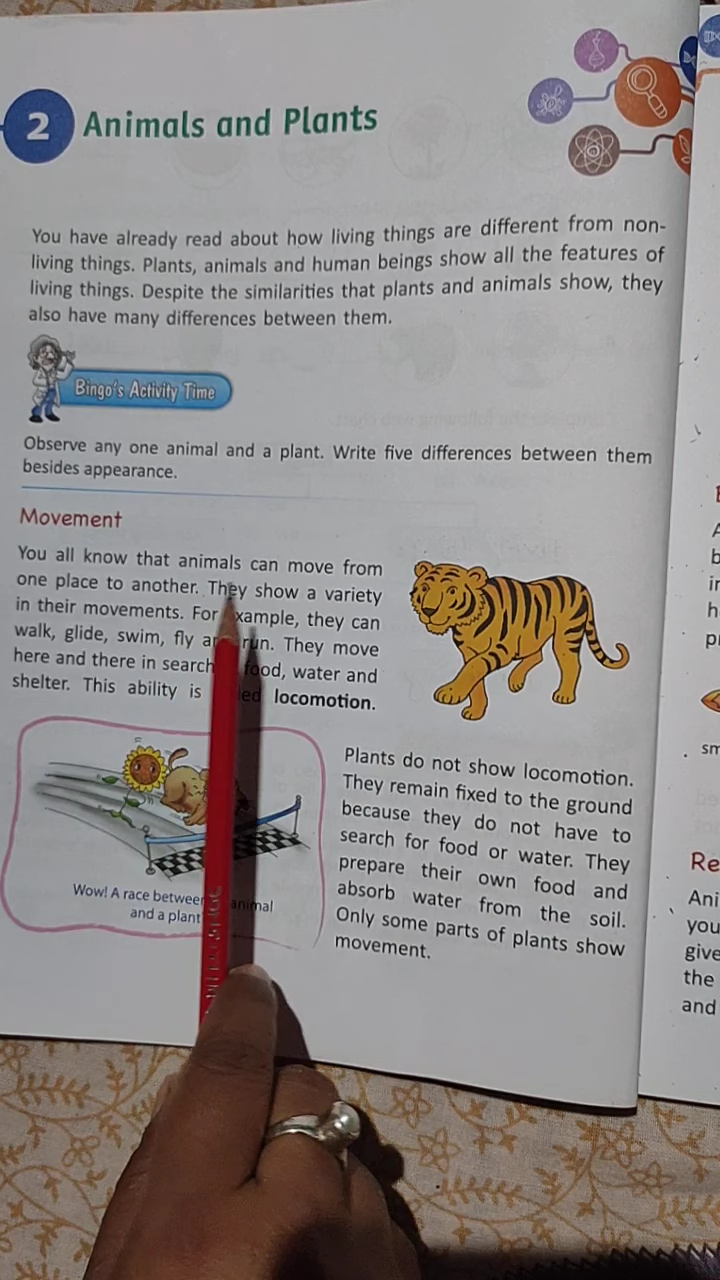 2 Animals and Plants
You have already read about how living things are different from non-
living things. Plants, animals and human beings show all the features of
living things. Despite the similarities that plants and animals show, they
also have many differences between them.
Bingo's Activity Time
Observe any one animal and a plant. Write five differences between them
besides appearance.
Movement
You all know that animals can move from
one place to another. They show a variety
in their movements. For example, they can
walk, glide, swim, fly and run. They move
here and there in search food, water and
shelter. This ability is locomotion.
Plants do not show locomotion.
They remain fixed to the ground
because they do not have to
search for food or water. They
prepare their own food and
absorb water from the soil.
Only some parts of plants show
movement.
Wow! A race between animal
and a plant
Re
Ani
you
give
the
and